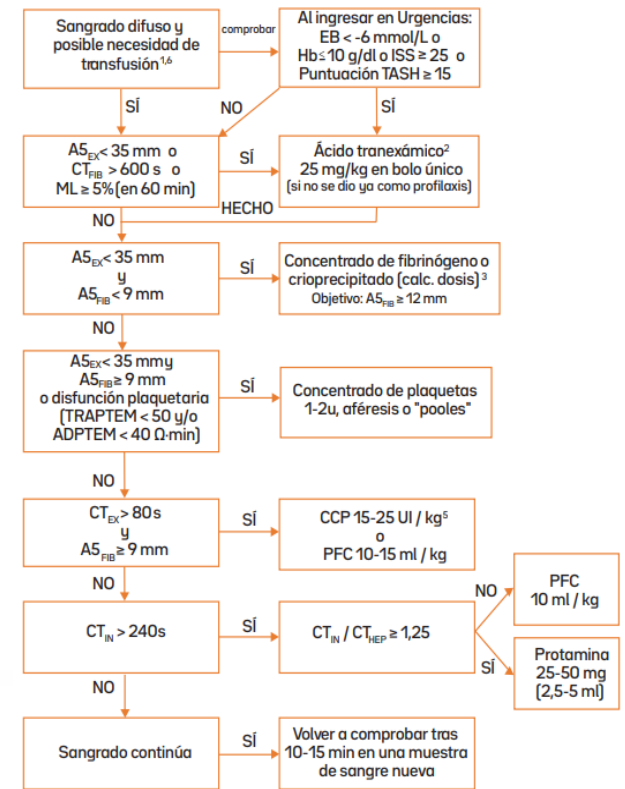 Sangrado difuso y
posible necesidad de
transfusión1,6
comprobar
Al ingresar en Urgencias:
EB < -6 mmol/L o
Hb≤ 10 g/dl o ISS ≥ 25 o
Puntuación TASH ≥ 15
SÍ
NO
SÍ
A5EX< 35 mm o
CTFIB > 600 s o
ML ≥ 5% (en 60 min)
SÍ
Ácido tranexámico2
25 mg/kg en bolo único
(si no se dio ya como profilaxis)
HECHO
NO
A5EX< 35 mm
y
A5FIB< 9 mm
SÍ
Concentrado de fibrinógeno o
crioprecipitado (calc. dosis) 3
Objetivo: A5FIB ≥ 12 mm
NO
A5EX< 35 mm y
A5FIB≥ 9 mm
o disfunción plaquetaria
(TRAPTEM < 50 y/o
ADPTEM < 40 Ω·min)
SÍ
Concentrado de plaquetas
1-2u, aféresis o "pooles"
NO
CTEX> 80 s
y
A5FIB≥ 9 mm
SÍ
CCP 15-25 UI / kg5
o
PFC 10-15 ml / kg
NO
CTIN > 240s
SÍ
CTIN / CTHEP ≥ 1,25
NO
PFC
10 ml / kg
SÍ
Protamina
25-50 mg
(2,5-5 ml)
NO
Sangrado continúa
SÍ
Volver a comprobar tras
10-15 min en una muestra
de sangre nueva